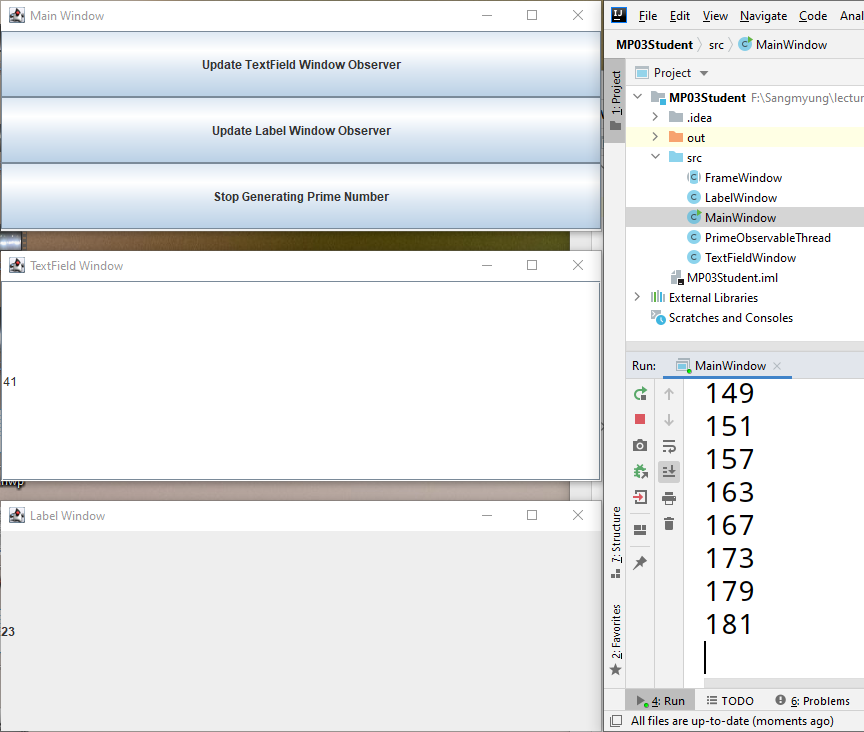 Main Window
Update TextField Window Observer
Update Label Window Observer
Stop Generating Prime Number
TextField Window
41
Label Window
23
IJ
File Edit View Navigate Code Anal
MP03Student src MainWindow
1: Project
Project
MP03Student F:\Sangmyung\lectur
.idea
out
src
FrameWindow
LabelWindow
MainWindow
PrimeObservableThread
TextFieldWindow
MP03Student.iml
External Libraries
Scratches and Consoles
Run: MainWindow
149
151
157
163
167
173
179
181
7: Structure
2: Favorites
4: Run TODO 6: Problems
All files are up-to-date (moments ago)